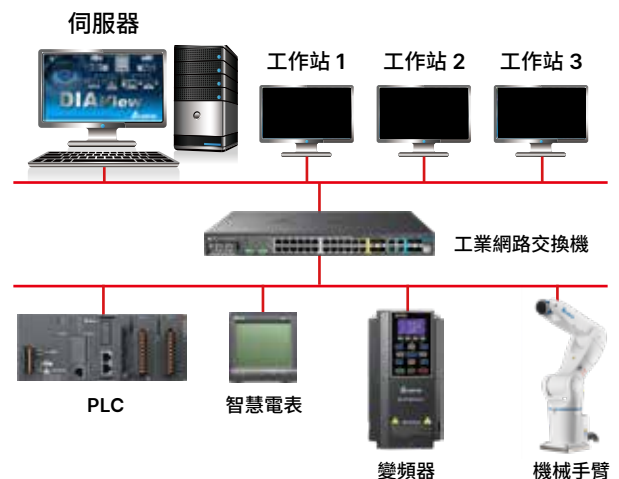 伺服器
工作站 1
工作站 2
工作站 3
DIAView
工業網路交換機
PLC
智慧電表
變頻器
機械手臂